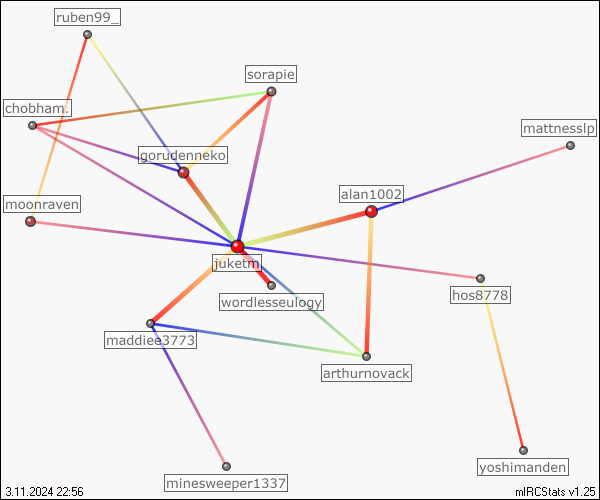 ruben99_
sorapie
chobham.
mattnesslp
gorudenneko
alan1002
moonraven
juketm
hos8778
wordlesseulogy
maddiee3773
arthurnovack
yoshimanden
minesweeper1337
3.11.2024 22:56
mIRCStats v1.25